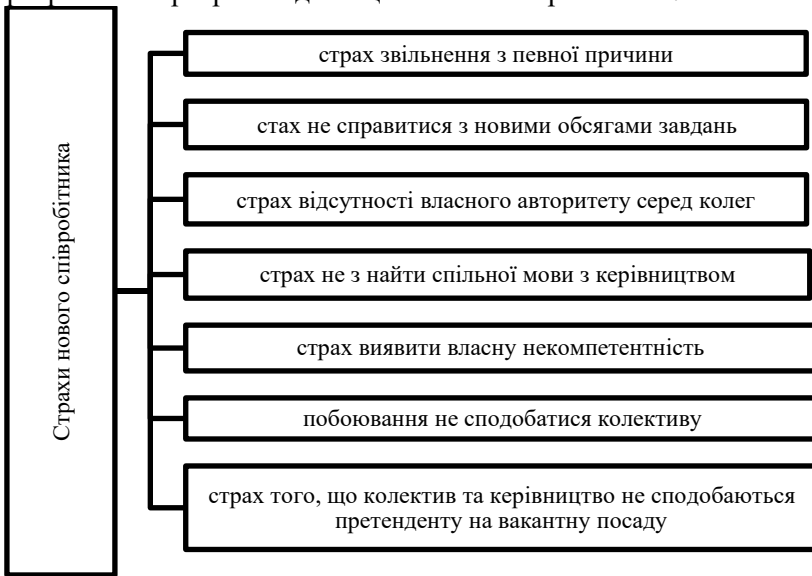 Страхи нового співробітника
страх звільнення з певної причини
стах не справитися з новими обсягами завдань
страх відсутності власного авторитету серед колег
страх не з найти спільної мови з керівництвом
страх виявити власну некомпетентність
побоювання не сподобатися колективу
страх того, що колектив та керівництво не сподобаються
претенденту на вакантну посаду